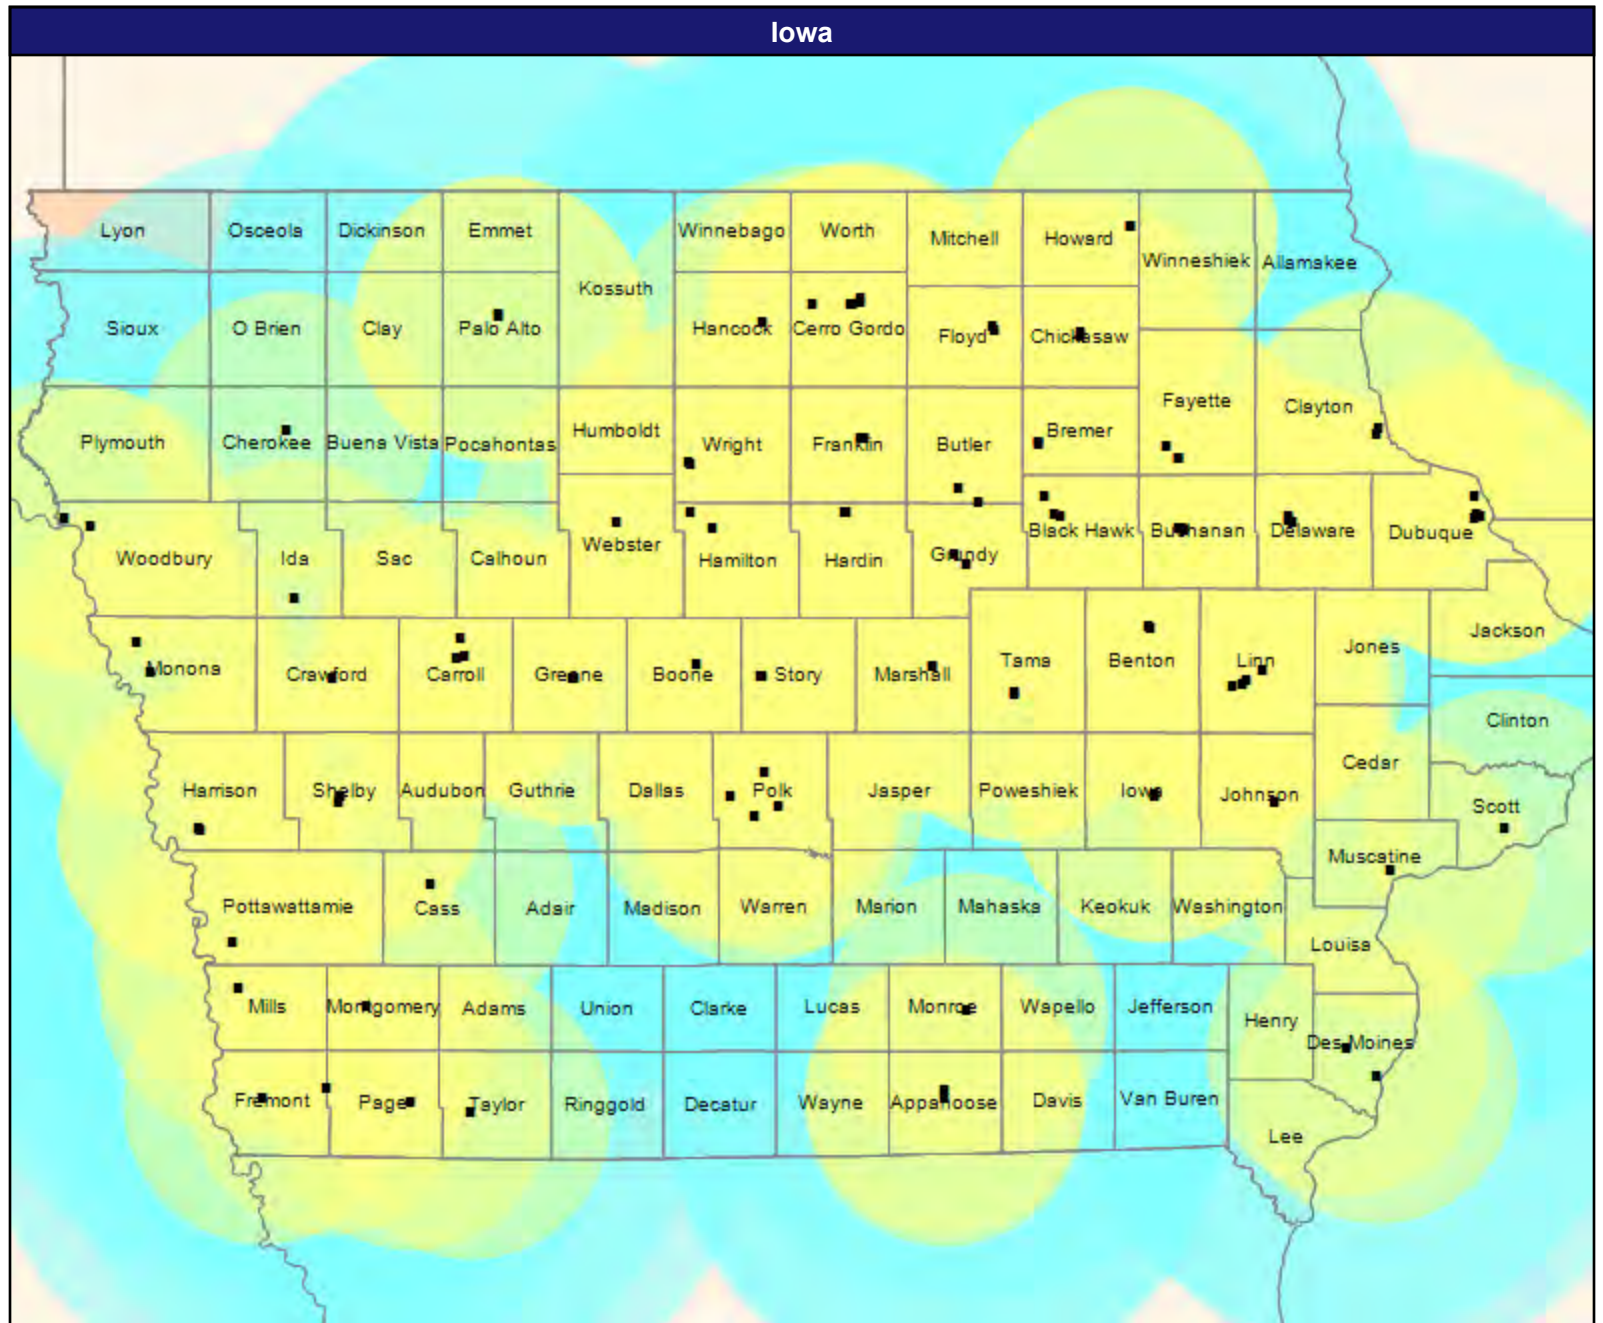 Iowa
Lyon
Osceola
Dickinson
Emmet
Winnebago
Worth
Mitchell
Howard
Winneshiek
Allamakee
Kossuth
Sioux
O Brien
Clay
Palo Alto
Hancock
Cerro Gordo
Floyd
Chickasaw
Fayette
Clayton
Plymouth
Cherokee
Buena Vista
Pocahontas
Humboldt
Wright
Franklin
Butler
Bremer
Woodbury
Ida
Sac
Calhoun
Webster
Hamilton
Hardin
Grundy
Black Hawk
Buchanan
Delaware
Dubuque
Monona
Crawford
Carroll
Greene
Boone
Story
Marshall
Tama
Benton
Linn
Jones
Jackson
Clinton
Harrison
Shelby
Audubon
Guthrie
Dallas
Polk
Jasper
Poweshiek
Iowa
Johnson
Cedar
Scott
Muscatine
Pottawattamie
Cass
Adair
Madison
Warren
Marion
Mahaska
Keokuk
Washington
Louisa
Mills
Montgomery
Adams
Union
Clarke
Lucas
Monroe
Wapello
Jefferson
Henry
Des Moines
Fremont
Page
Taylor
Ringgold
Decatur
Wayne
Appanoose
Davis
Van Buren
Lee